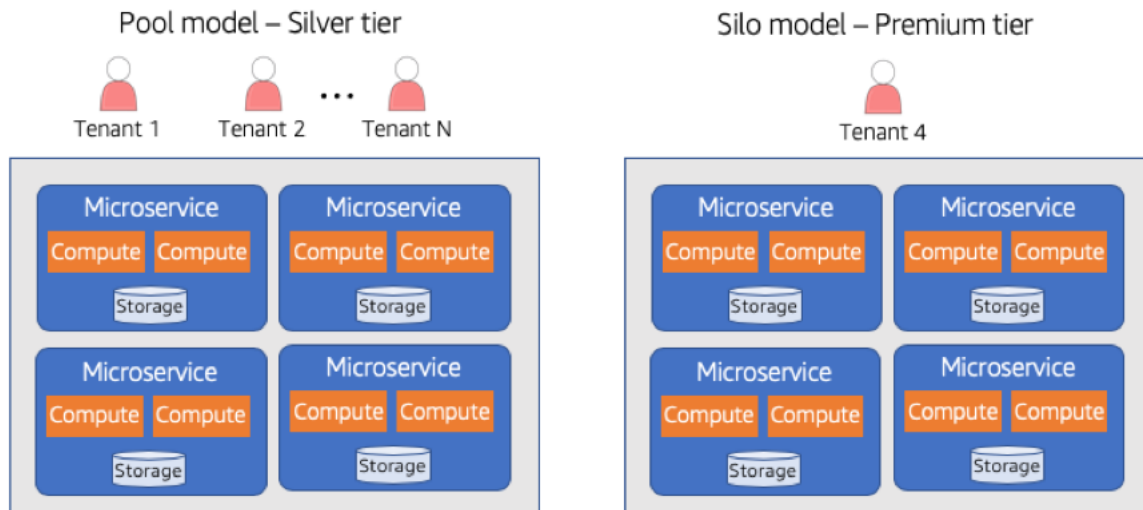 Pool model – Silver tier
Tenant 1
Tenant 2
...
Tenant N
Microservice
Compute Compute
Storage
Microservice
Compute Compute
Storage
Microservice
Compute Compute
Storage
Microservice
Compute Compute
Storage
Silo model – Premium tier
Tenant 4
Microservice
Compute Compute
Storage
Microservice
Compute Compute
Storage
Microservice
Compute Compute
Storage
Microservice
Compute Compute
Storage